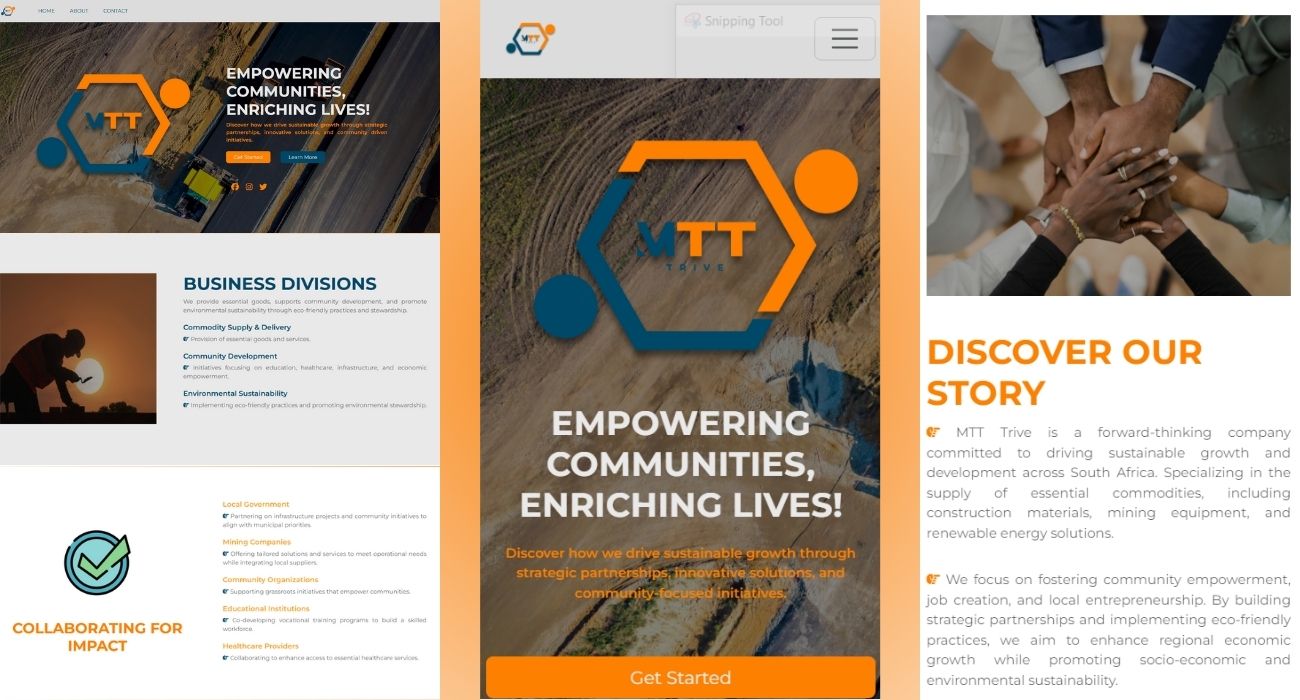 HOME ABOUT CONTACT
MTT
EMPOWERING
COMMUNITIES,
ENRICHING LIVES!
Discover how we drive sustainable growth through strategic
partnerships, innovative solutions, and community driven
initiatives.
Get Started Learn More
BUSINESS DIVISIONS
We provide essential goods, supports community development, and promote
environmental sustainability through eco-friendly practices and stewardship.
Commodity Supply & Delivery
Provision of essential goods and services.
Community Development
Initiatives focusing on education, healthcare, infrastructure, and economic
empowerment.
Environmental Sustainability
Implementing eco-friendly practices and promoting environmental stewardship.
COLLABORATING FOR
IMPACT
Local Government
Partnering on infrastructure projects and community initiatives to
align with municipal priorities.
Mining Companies
Offering tailored solutions and services to meet operational needs
while integrating local suppliers.
Community Organizations
Supporting grassroots initiatives that empower communities.
Educational Institutions
Co-developing vocational training programs to build a skilled
workforce.
Healthcare Providers
Collaborating to enhance access to essential healthcare services.
MTT
Snipping Tool
MTT
TRIVE
EMPOWERING
COMMUNITIES,
ENRICHING LIVES!
Discover how we drive sustainable growth through
strategic partnerships, innovative solutions, and
community-focused initiatives.
Get Started
DISCOVER OUR
STORY
MTT Trive is a forward-thinking company
committed to driving sustainable growth and
development across South Africa. Specializing in the
supply of essential commodities, including
construction materials, mining equipment, and
renewable energy solutions.
We focus on fostering community empowerment,
job creation, and local entrepreneurship. By building
strategic partnerships and implementing eco-friendly
practices, we aim to enhance regional economic
growth while promoting socio-economic and
environmental sustainability.